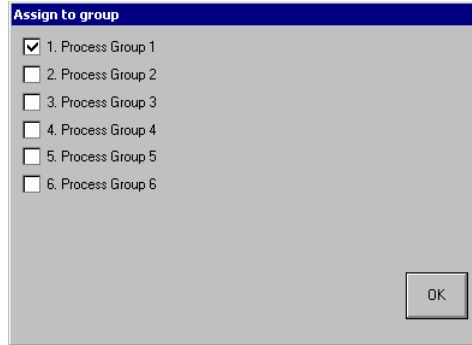 Assign to group
1. Process Group 1
2. Process Group 2
3. Process Group 3
4. Process Group 4
5. Process Group 5
6. Process Group 6
OK